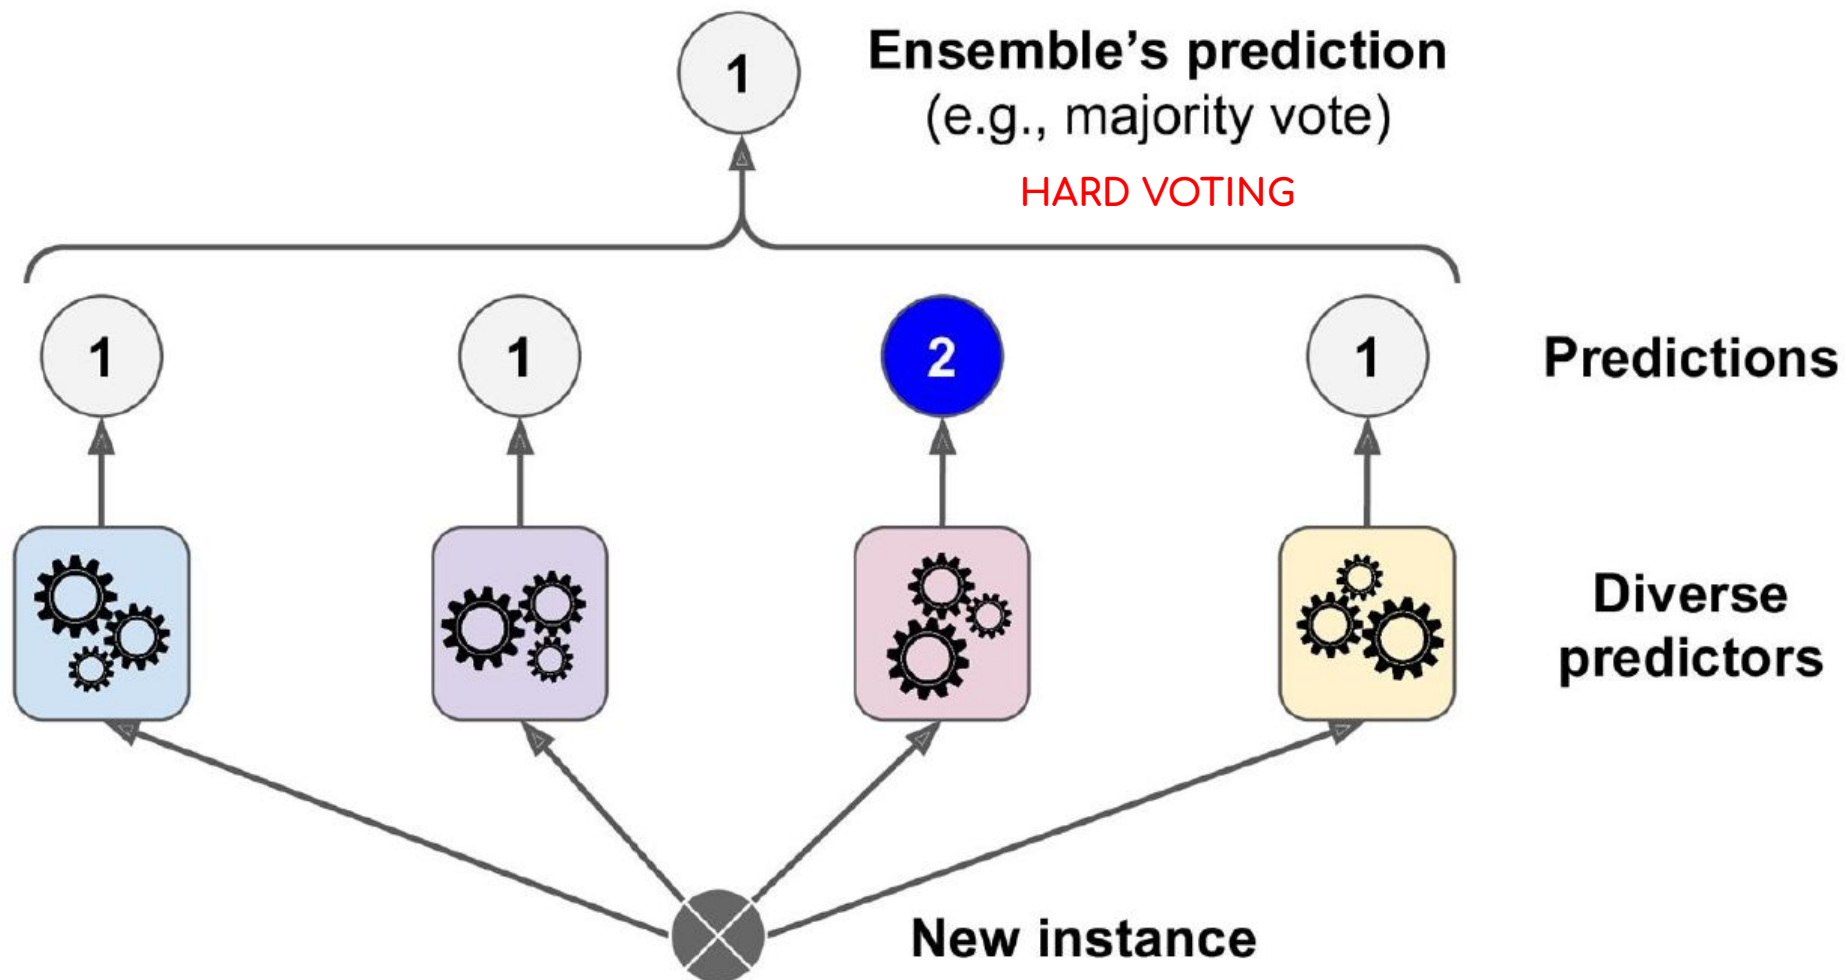 1
Ensemble’s prediction
(e.g., majority vote)
HARD VOTING
1 1 2 1 Predictions
Diverse
predictors
New instance